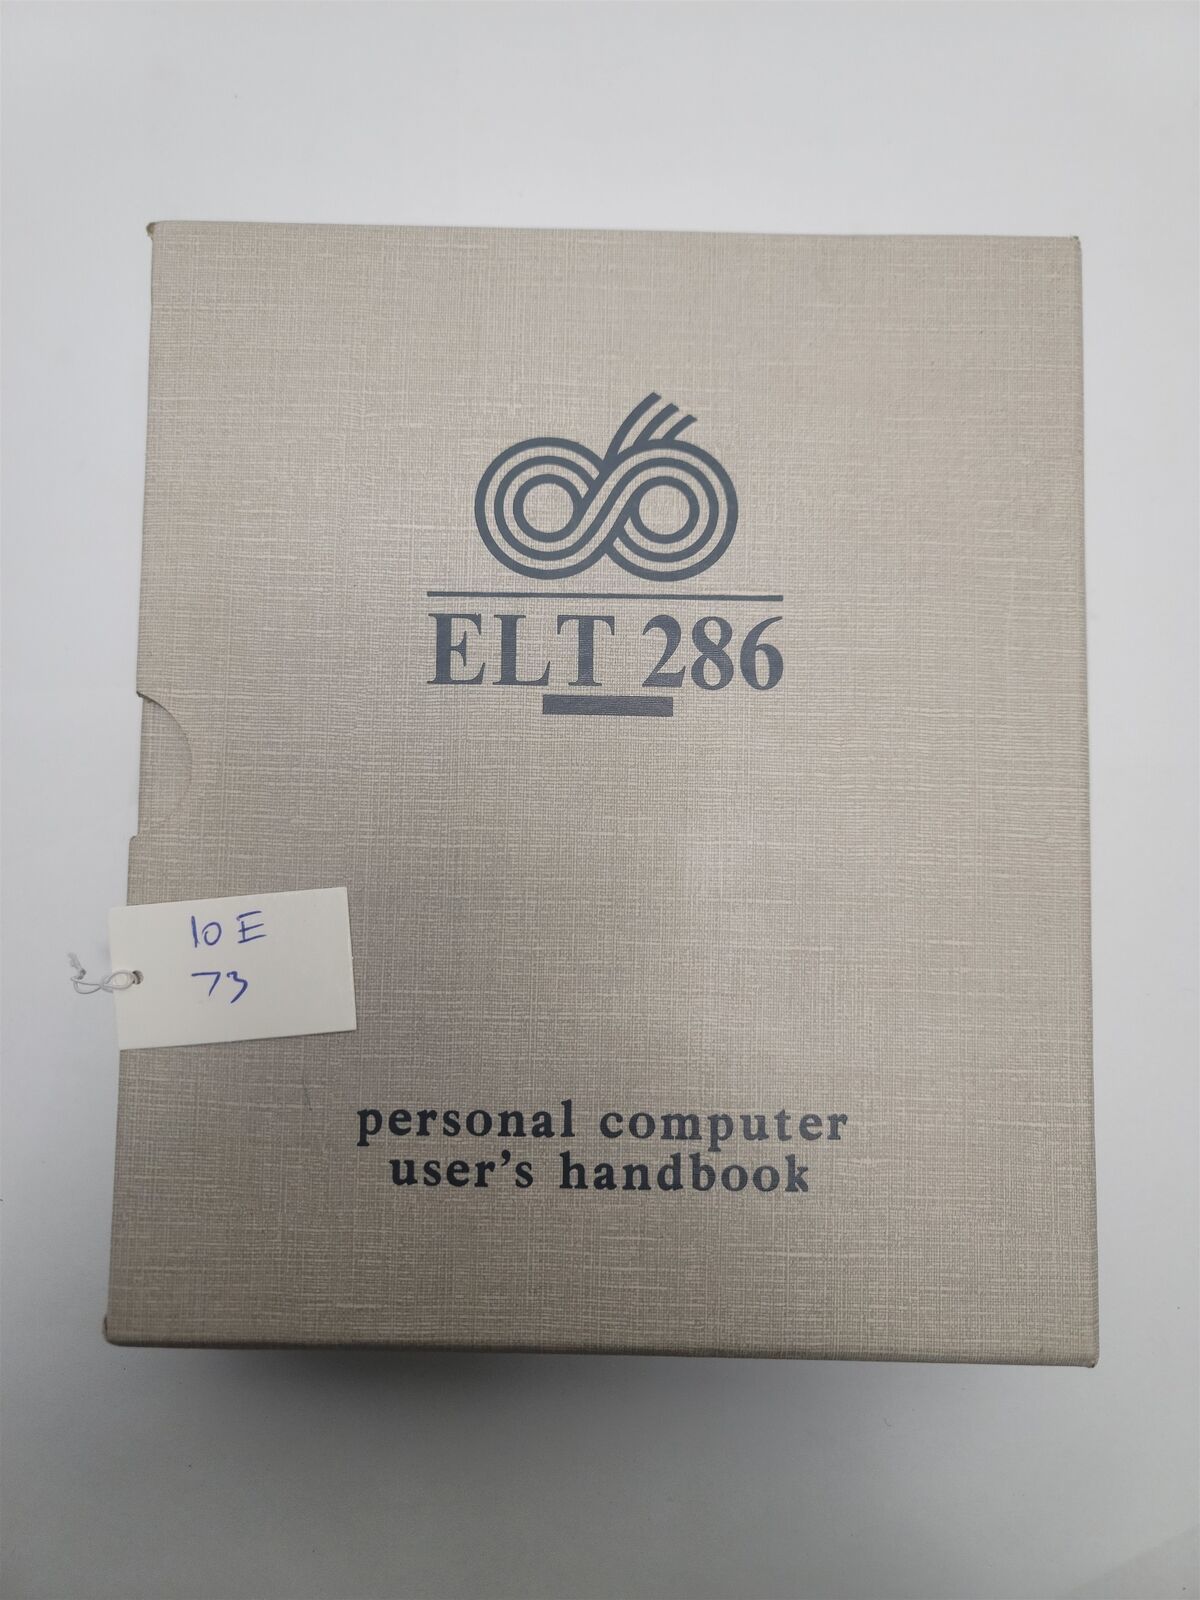 ELT 286
10 E
73
personal computer
user's handbook